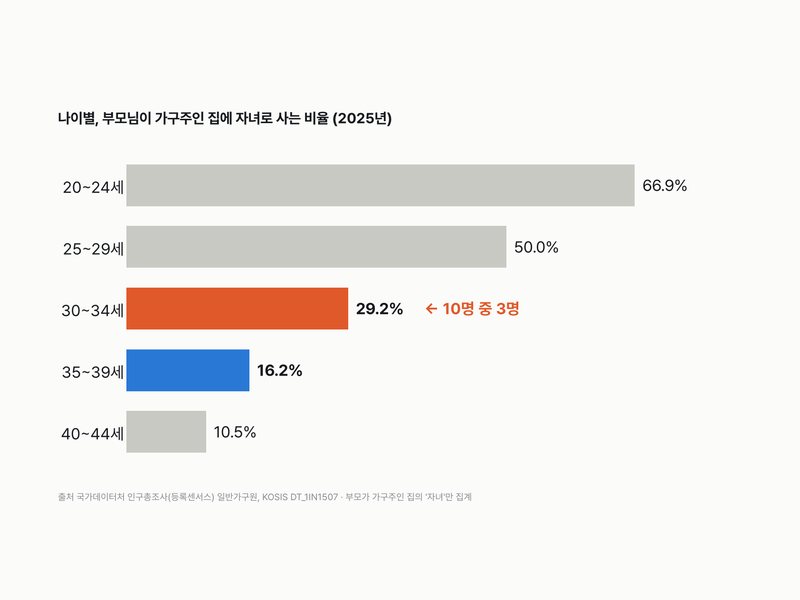 나이별, 부모님이 가구주인 집에 자녀로 사는 비율 (2025년)
20~24세 66.9%
25~29세 50.0%
30~34세 29.2% ← 10명 중 3명
35~39세 16.2%
40~44세 10.5%
출처 국가데이터처 인구총조사(등록센서스) 일반가구원, KOSIS DT_1IN1507 · 부모가 가구주인 집의 '자녀'만 집계